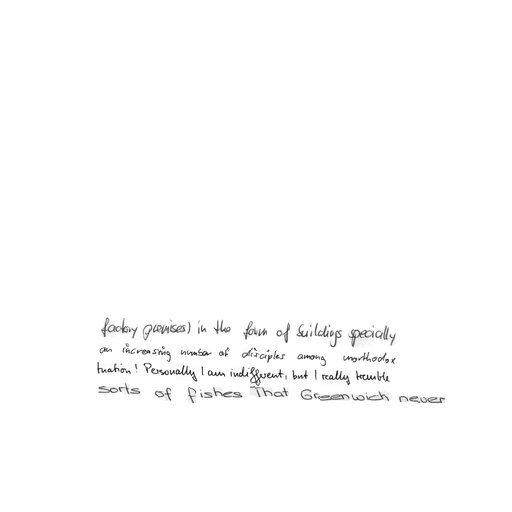 factory premises) in the form of buildings specially
an increasing number of disciples among unorthodox
tuation! Personally I am indifferent, but I really tremble
sorts of fishes That Greenwich never